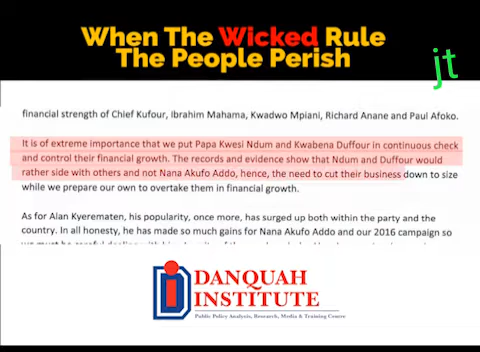 When The Wicked Rule
The People Perish
jt
financial strength of Chief Kufour, Ibrahim Mahama, Kwadwo Mpiani, Richard Anane and Paul Afoko.
It is of extreme importance that we put Papa Kwesi Ndum and Kwabena Duffour in continuous check
and control their financial growth. The records and evidence show that Ndum and Duffour would
rather side with others and not Nana Akufo Addo, hence, the need to cut their business down to size
while we prepare our own to overtake them in financial growth.
As for Alan Kyerematen, his popularity, once more, has surged up both within the party and the
country. In all honesty, he has made so much gains for Nana Akufo Addo and our 2016 campaign so
DANQUAH
INSTITUTE
Public Policy Analysis, Research, Media & Training Centre